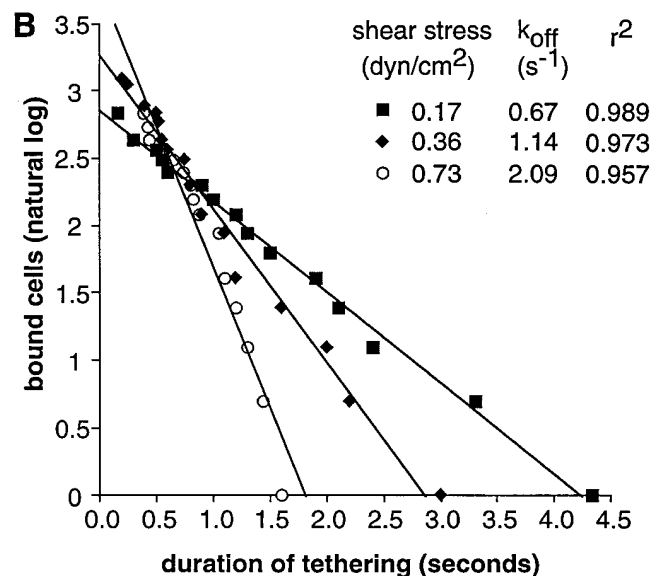 B
shear stress k_off r²
(dyn/cm²) (s⁻¹)
■ 0.17 0.67 0.989
◆ 0.36 1.14 0.973
○ 0.73 2.09 0.957
bound cells (natural log)
3.5
3
2.5
2
1.5
1
0.5
0
0.0 0.5 1.0 1.5 2.0 2.5 3.0 3.5 4.0 4.5
duration of tethering (seconds)